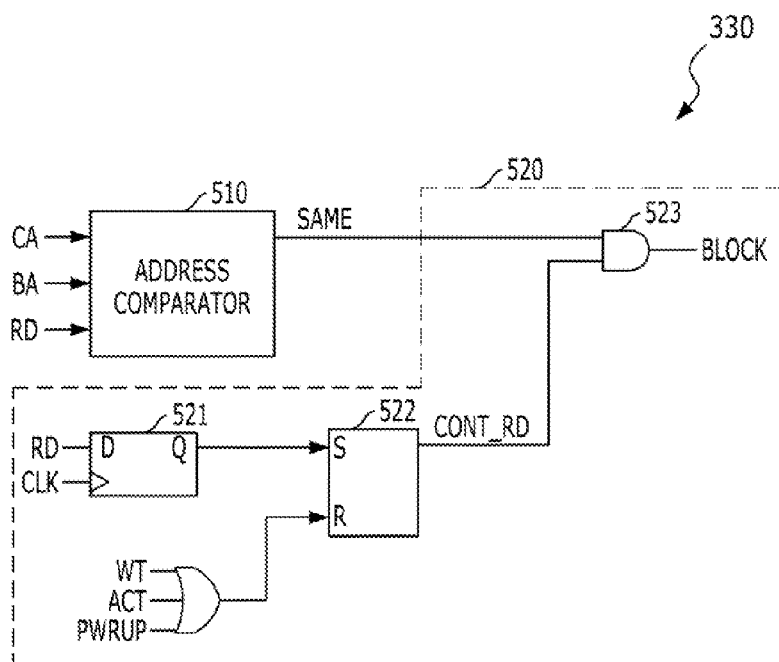 330
520
510
SAME
523
CA
BA
RD
ADDRESS
COMPARATOR
BLOCK
521
522
CONT_RD
RD
CLK
D
Q
S
R
WT
ACT
PWRUP